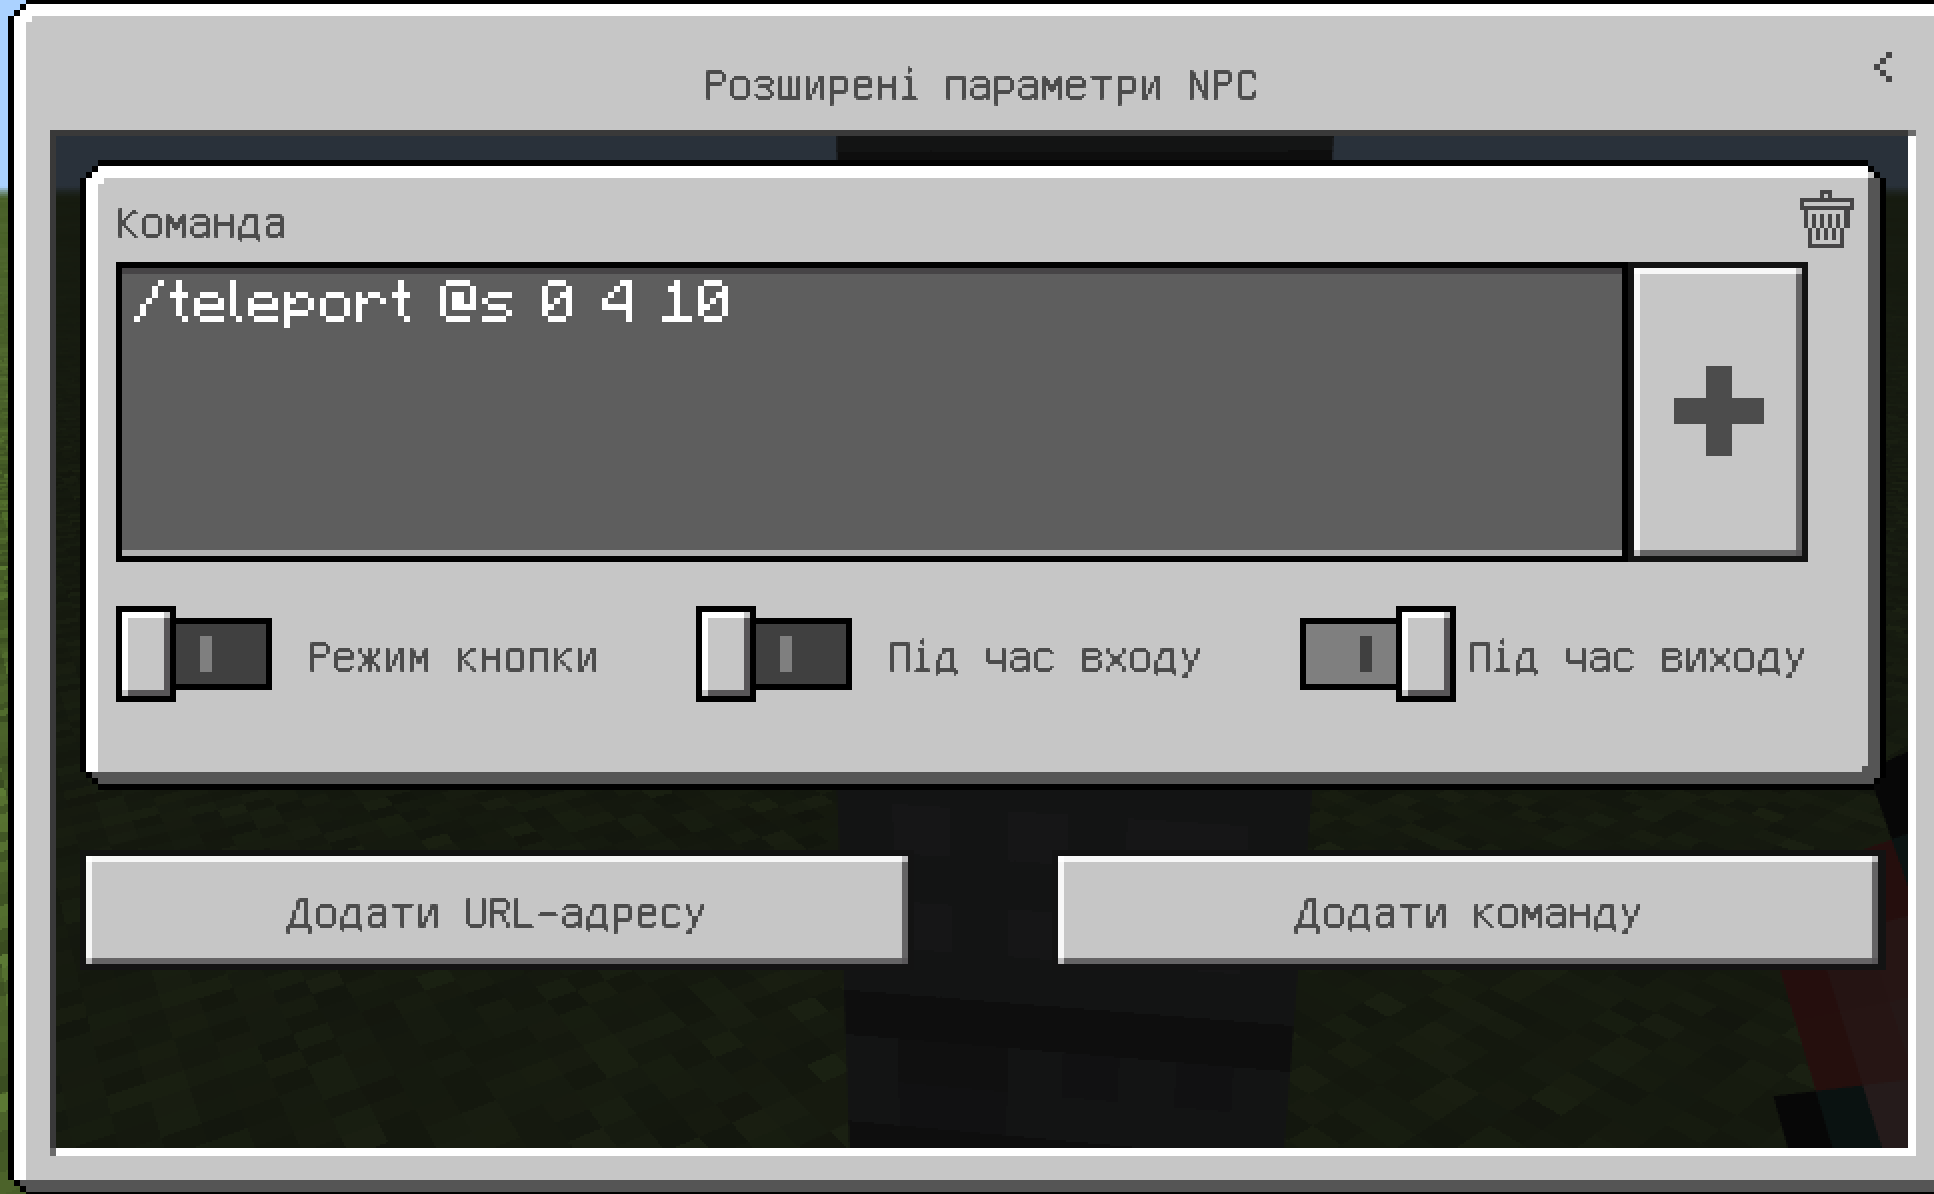 Розширені параметри NPC
<
Команда
/teleport @s 0 4 10
Режим кнопки
Під час входу
Під час виходу
Додати URL-адресу
Додати команду